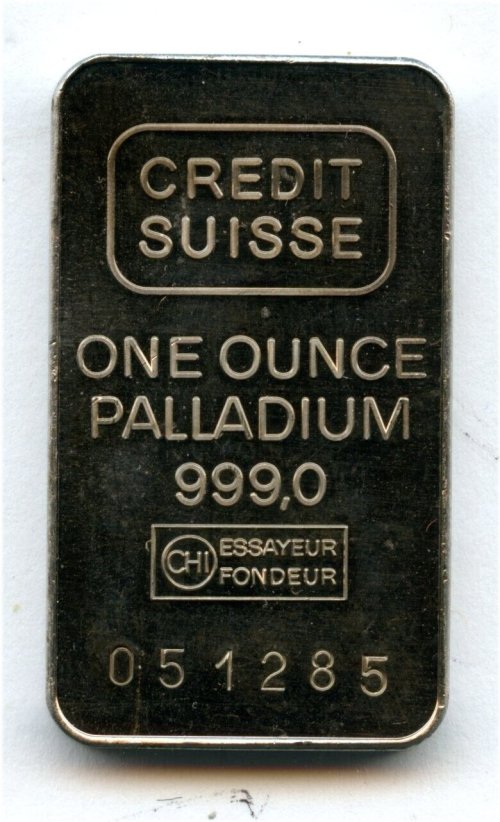 CREDIT
SUISSE
ONE OUNCE
PALLADIUM
999,0
CHI ESSAYEUR
FONDEUR
051285